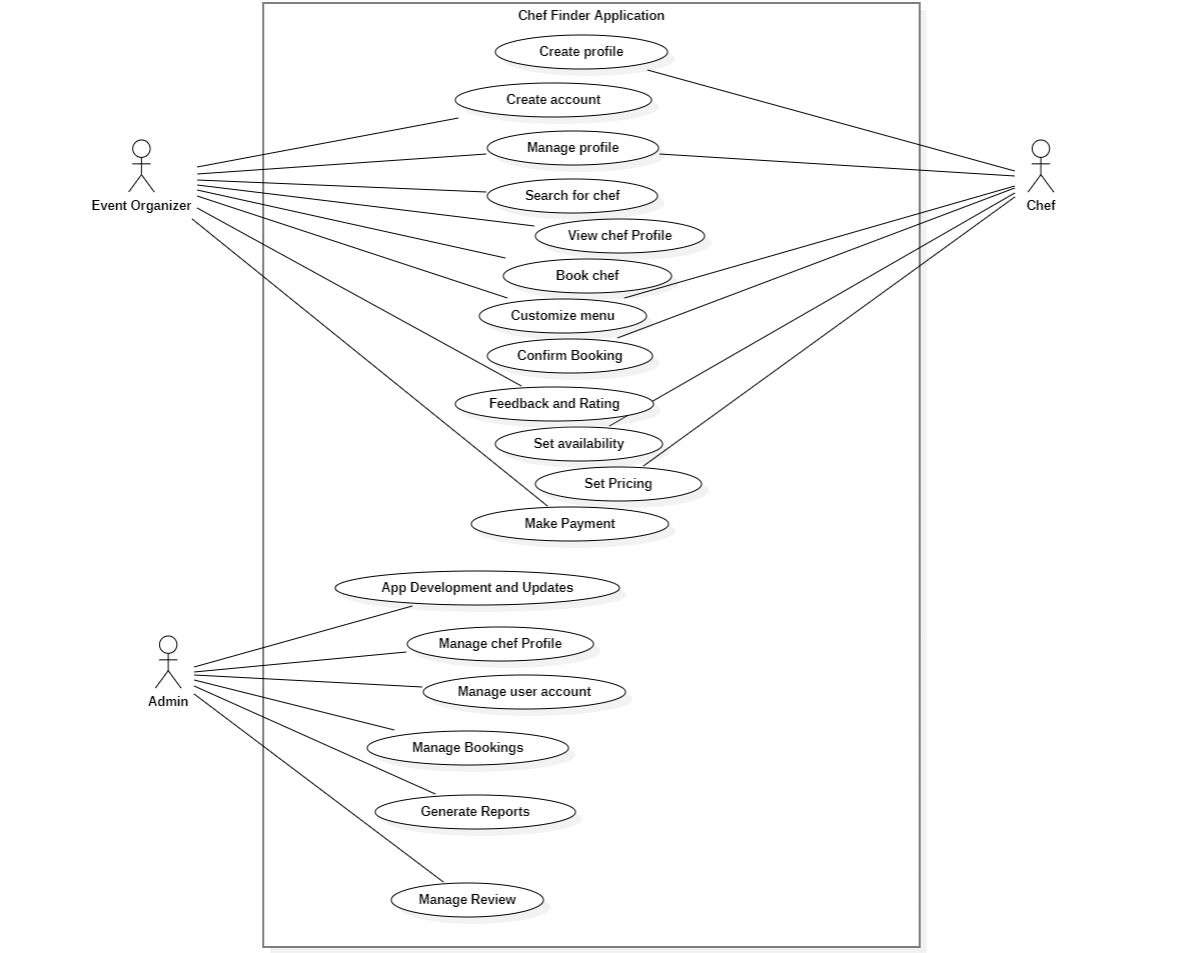 Chef Finder Application
Create profile
Create account
Manage profile
Search for chef
Event Organizer
Chef
View chef Profile
Book chef
Customize menu
Confirm Booking
Feedback and Rating
Set availability
Set Pricing
Make Payment
App Development and Updates
Manage chef Profile
Manage user account
Admin
Manage Bookings
Generate Reports
Manage Review